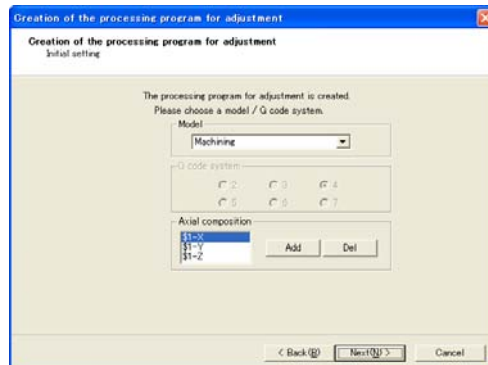 Creation of the processing program for adjustment
Creation of the processing program for adjustment
Initial setting
The processing program for adjustment is created.
Please choose a model / G code system.
Model
Machining
G code system
2 3 4
5 6 7
Axial composition
$1-X
$1-Y
$1-Z
Add Del
< Back(B) Next(N) > Cancel